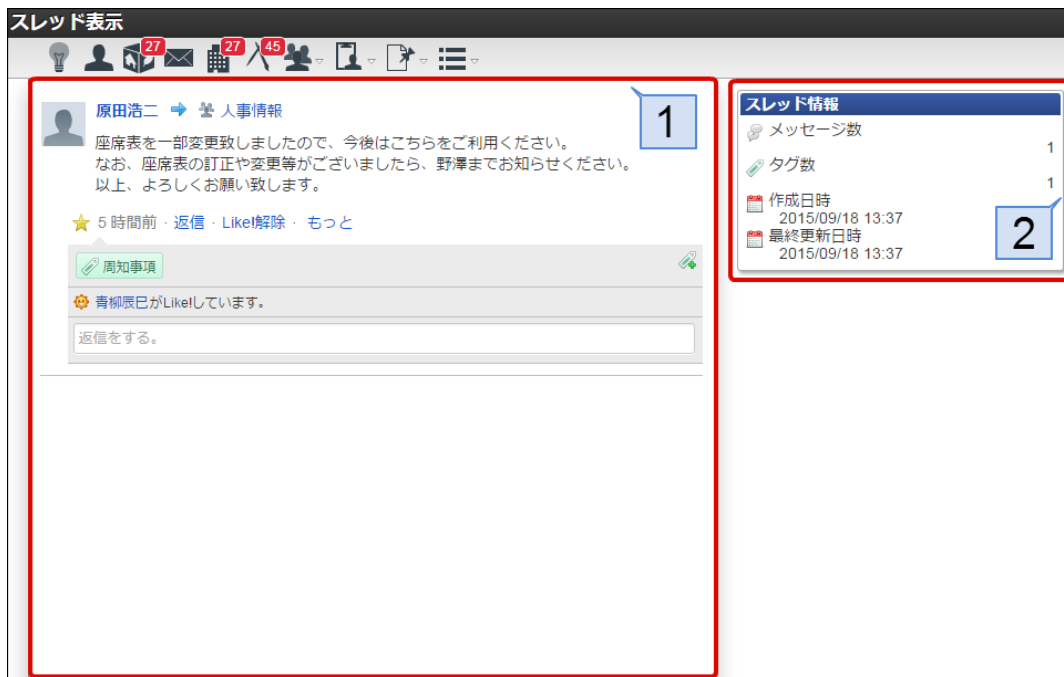 スレッド表示
27 27 45
原田浩二 人事情報
1
座席表を一部変更致しましたので、今後はこちらをご利用ください。
なお、座席表の訂正や変更等がございましたら、野澤までお知らせください。
以上、よろしくお願い致します。
5 時間前 · 返信 · Like!解除 · もっと
周知事項
青柳辰巳がLike!しています。
返信をする。
スレッド情報
メッセージ数
1
タグ数
1
作成日時
2015/09/18 13:37
最終更新日時
2015/09/18 13:37
2